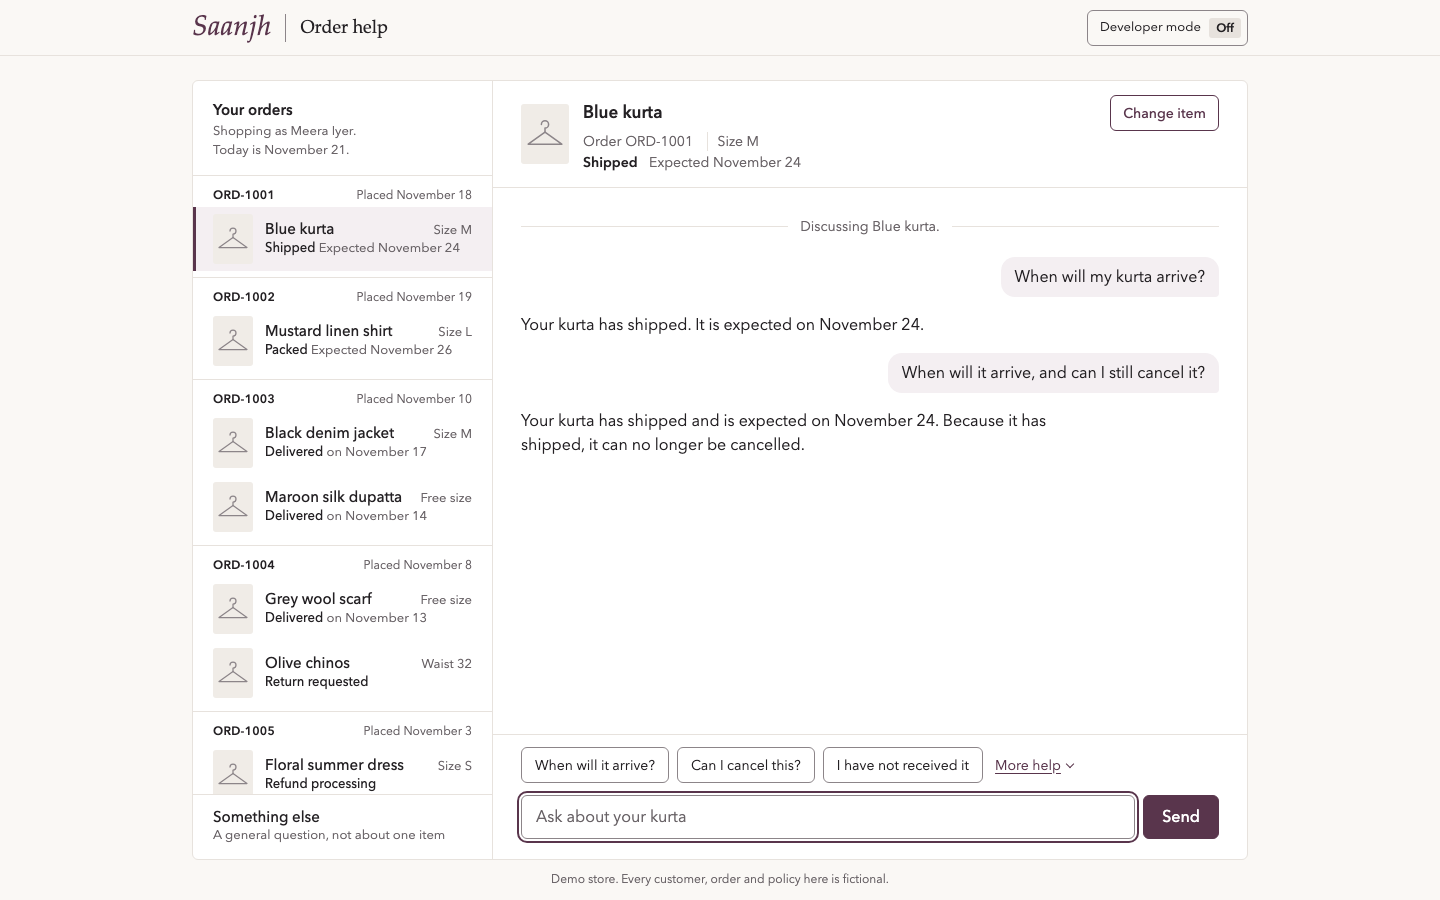 Saanjh
Order help
Developer mode Off
Your orders
Shopping as Meera Iyer.
Today is November 21.
ORD-1001 Placed November 18
Blue kurta Size M
Shipped Expected November 24
ORD-1002 Placed November 19
Mustard linen shirt Size L
Packed Expected November 26
ORD-1003 Placed November 10
Black denim jacket Size M
Delivered on November 17
Maroon silk dupatta Free size
Delivered on November 14
ORD-1004 Placed November 8
Grey wool scarf Free size
Delivered on November 13
Olive chinos Waist 32
Return requested
ORD-1005 Placed November 3
Floral summer dress Size S
Refund processing
Something else
A general question, not about one item
Blue kurta
Order ORD-1001 Size M
Shipped Expected November 24
Change item
Discussing Blue kurta.
When will my kurta arrive?
Your kurta has shipped. It is expected on November 24.
When will it arrive, and can I still cancel it?
Your kurta has shipped and is expected on November 24. Because it has
shipped, it can no longer be cancelled.
When will it arrive? Can I cancel this? I have not received it More help
Ask about your kurta Send
Demo store. Every customer, order and policy here is fictional.